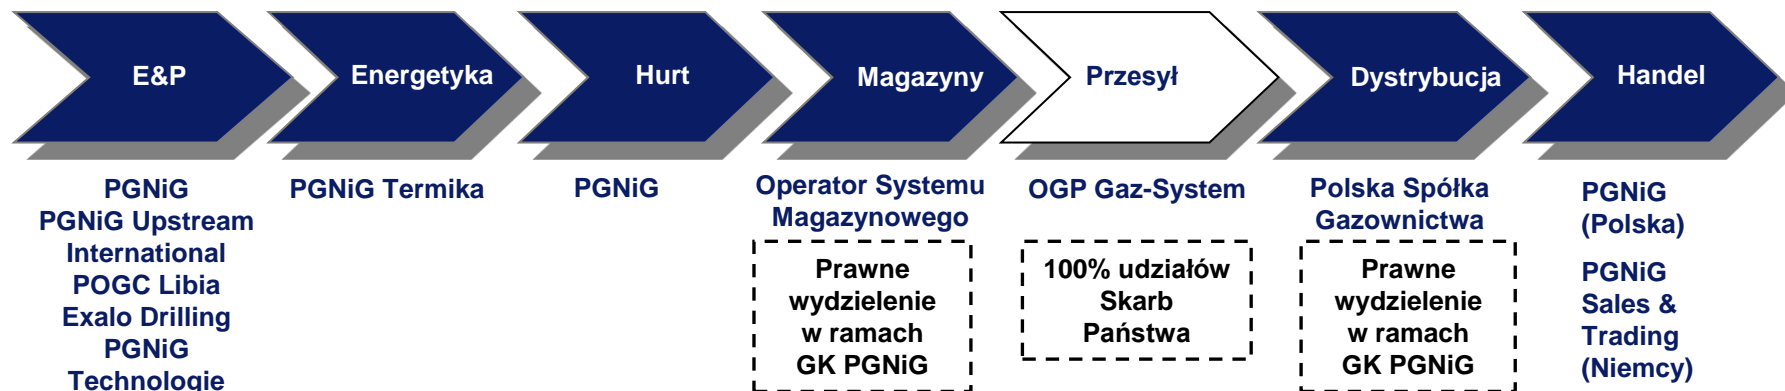 E&P
Energetyka
Hurt
Magazyny
Przesył
Dystrybucja
Handel
PGNiG
PGNiG Upstream
International
POGC Libia
Exalo Drilling
PGNiG
Technologie
PGNiG Termika
PGNiG
Operator Systemu
Magazynowego
Prawne
wydzielenie
w ramach
GK PGNiG
OGP Gaz-System
100% udziałów
Skarb
Państwa
Polska Spółka
Gazownictwa
Prawne
wydzielenie
w ramach
GK PGNiG
PGNiG
(Polska)
PGNiG
Sales &
Trading
(Niemcy)